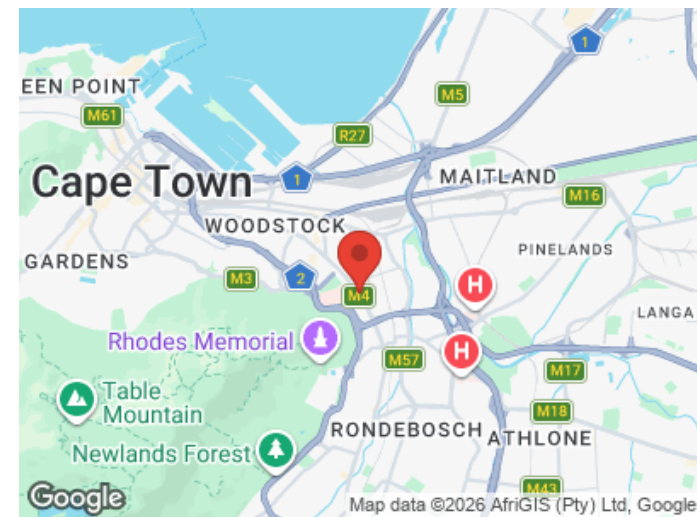 EEN POINT
M61
1
M5
R27
Cape Town
1
MAITLAND
M16
WOODSTOCK
GARDENS
M3
2
M4
PINELANDS
H
LANGA
Rhodes Memorial
M57
H
M17
Table
Mountain
M18
RONDEBOSCH
ATHLONE
Newlands Forest
M43
Google
Map data ©2026 AfriGIS (Pty) Ltd, Google